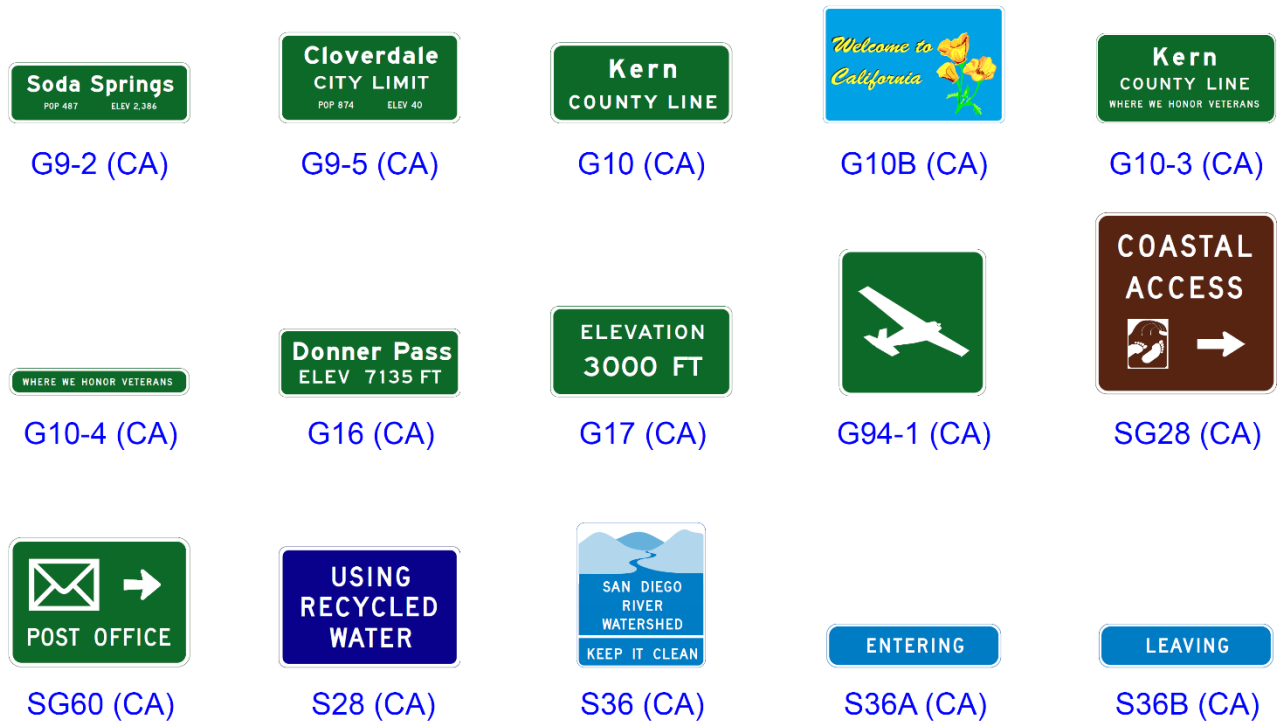 Soda Springs
POP 487 ELEV 2,386
G9-2 (CA)
Cloverdale
CITY LIMIT
POP 874 ELEV 40
G9-5 (CA)
Kern
COUNTY LINE
G10 (CA)
Welcome to
California
G10B (CA)
Kern
COUNTY LINE
WHERE WE HONOR VETERANS
G10-3 (CA)
WHERE WE HONOR VETERANS
G10-4 (CA)
Donner Pass
ELEV 7135 FT
G16 (CA)
ELEVATION
3000 FT
G17 (CA)
G94-1 (CA)
COASTAL
ACCESS
SG28 (CA)
POST OFFICE
SG60 (CA)
USING
RECYCLED
WATER
S28 (CA)
SAN DIEGO
RIVER
WATERSHED
KEEP IT CLEAN
S36 (CA)
ENTERING
S36A (CA)
LEAVING
S36B (CA)